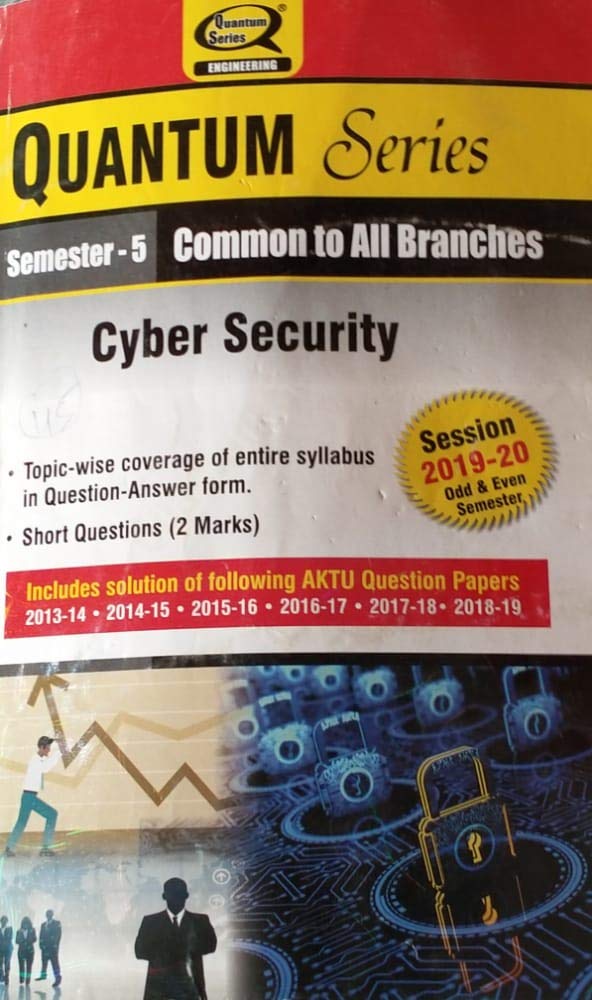 Quantum
Series
®
ENGINEERING
QUANTUM Series
Semester - 5 Common to All Branches
Cyber Security
• Topic-wise coverage of entire syllabus
in Question-Answer form.
• Short Questions (2 Marks)
Session
2019-20
Odd & Even
Semester
Includes solution of following AKTU Question Papers
2013-14 • 2014-15 • 2015-16 • 2016-17 • 2017-18 • 2018-19